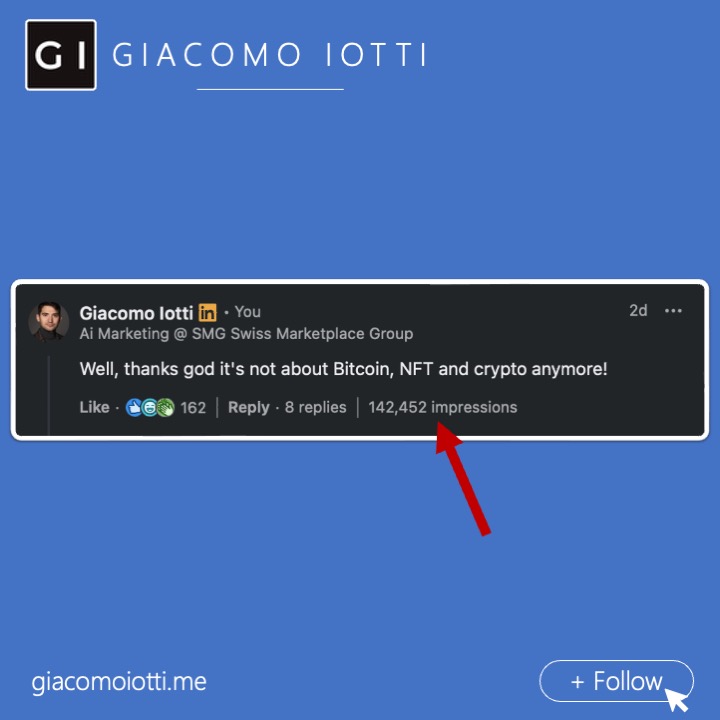 GI GIACOMO IOTTI
Giacomo Iotti in • You 2d •••
Ai Marketing @ SMG Swiss Marketplace Group
Well, thanks god it's not about Bitcoin, NFT and crypto anymore!
Like · 162 | Reply · 8 replies | 142,452 impressions
giacomoiotti.me + Follow